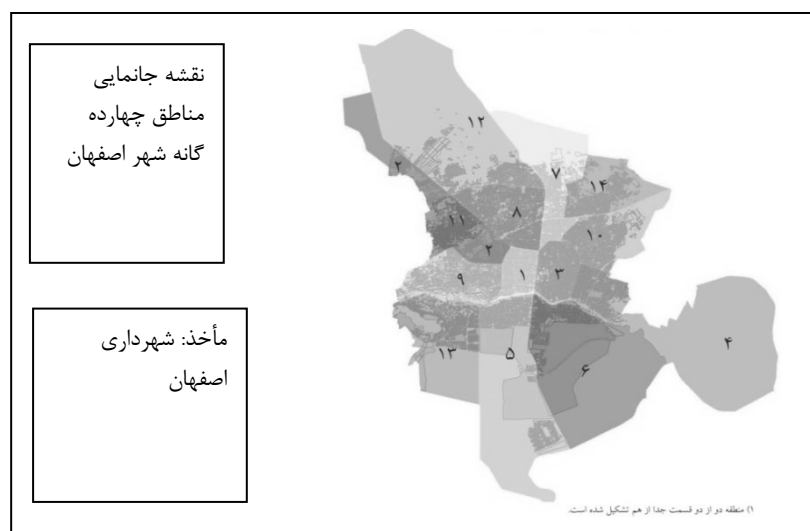 نقشه جانمایی
مناطق چهارده
گانه شهر اصفهان
مأخذ: شهرداری
اصفهان
۱۲
۲
۷
۱۴
۱۱
۸
۲
۱۰
۹
۱
۳
۱۳
۵
۶
۴
۱) منطقه دو از دو قسمت جدا از هم تشکیل شده است.